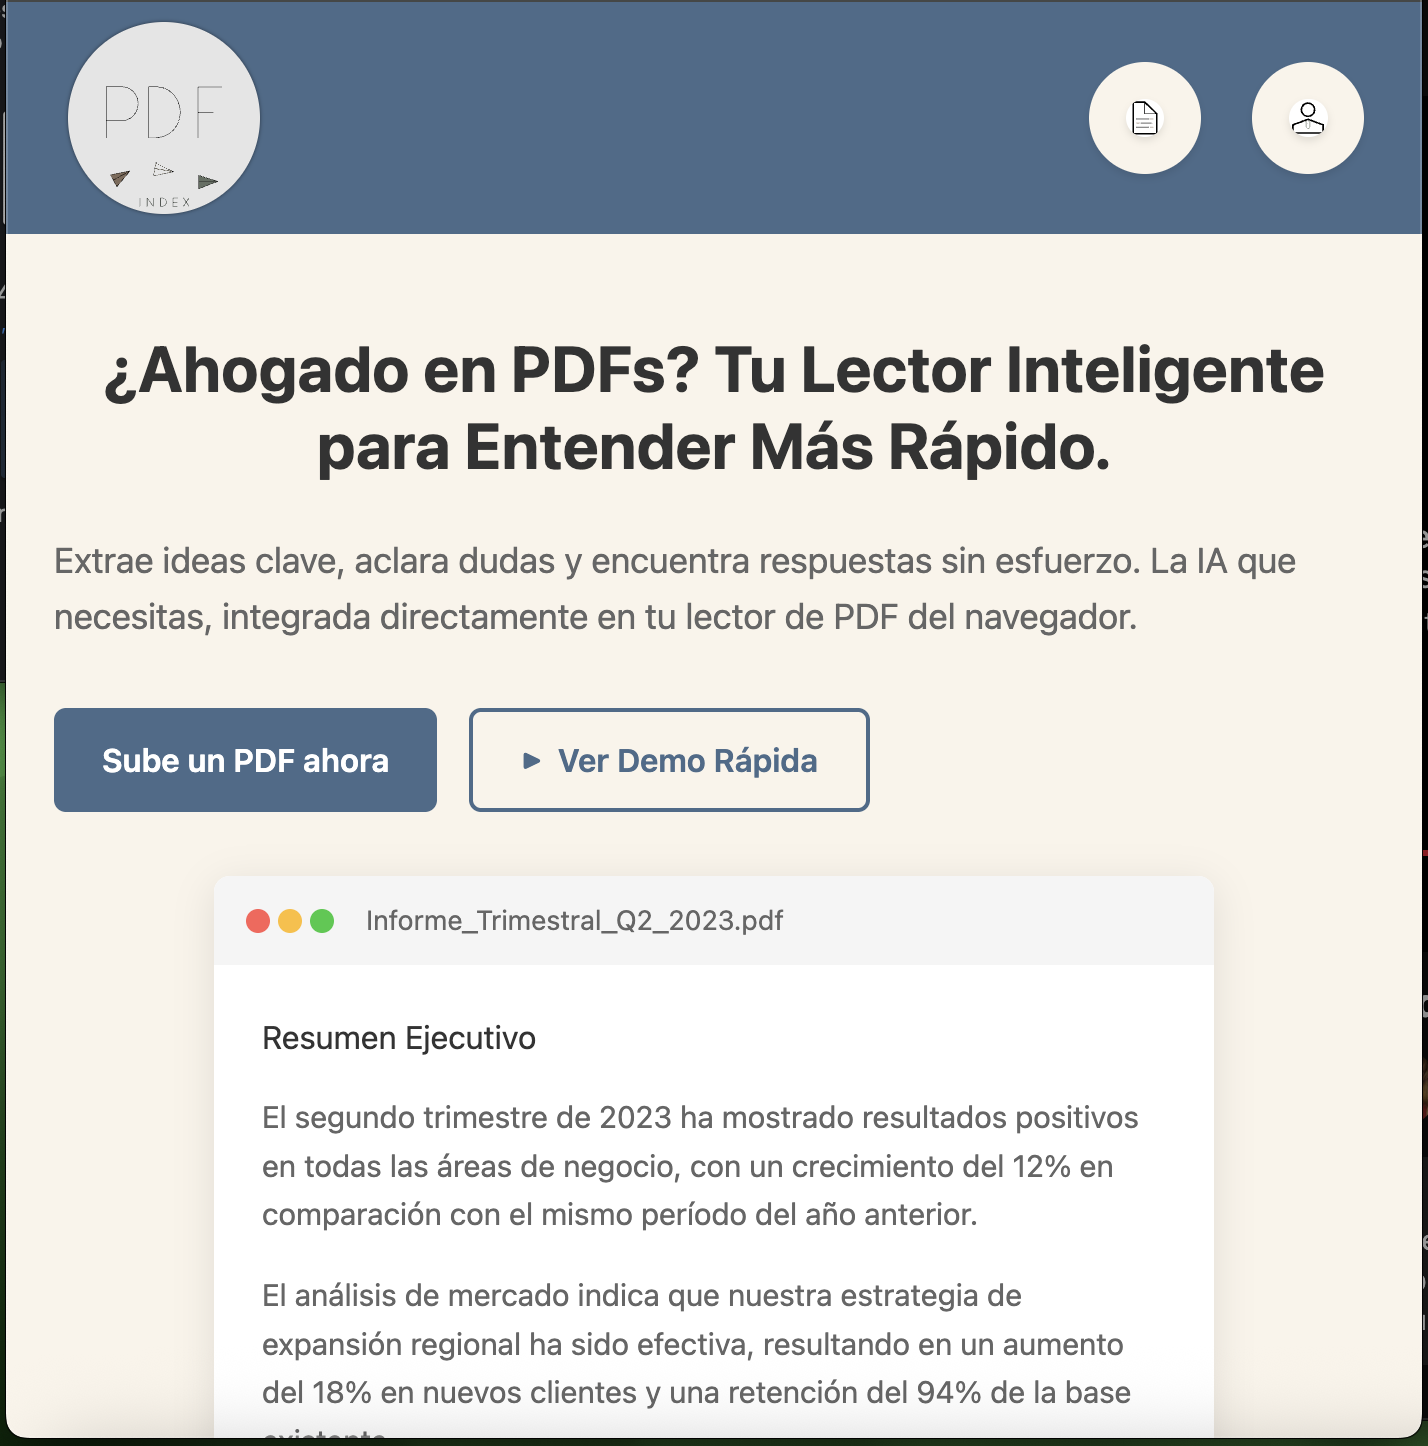 PDF
INDEX
¿Ahogado en PDFs? Tu Lector Inteligente
para Entender Más Rápido.
Extrae ideas clave, aclara dudas y encuentra respuestas sin esfuerzo. La IA que
necesitas, integrada directamente en tu lector de PDF del navegador.
Sube un PDF ahora
Ver Demo Rápida
Informe_Trimestral_Q2_2023.pdf
Resumen Ejecutivo
El segundo trimestre de 2023 ha mostrado resultados positivos
en todas las áreas de negocio, con un crecimiento del 12% en
comparación con el mismo período del año anterior.
El análisis de mercado indica que nuestra estrategia de
expansión regional ha sido efectiva, resultando en un aumento
del 18% en nuevos clientes y una retención del 94% de la base